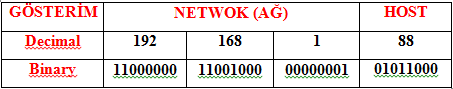 GÖSTERİM NETWOK (AĞ) HOST
Decimal 192 168 1 88
Binary 11000000 11001000 00000001 01011000